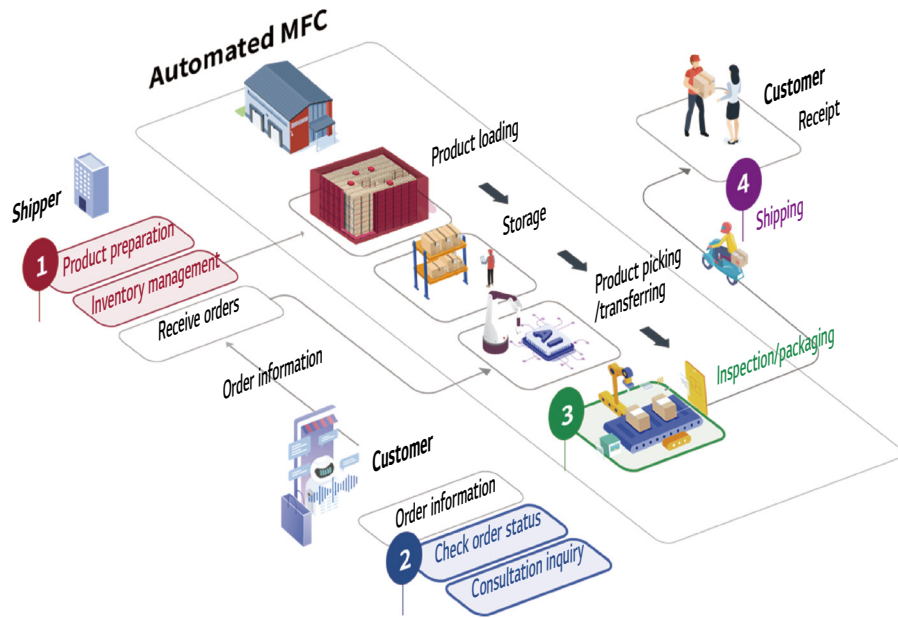 Automated MFC
Shipper
1
Product preparation
Inventory management
Receive orders
Order information
Product loading
Storage
Product picking
/transferring
AI
3
Inspection/packaging
4
Shipping
Customer
Receipt
Customer
Order information
2
Check order status
Consultation inquiry